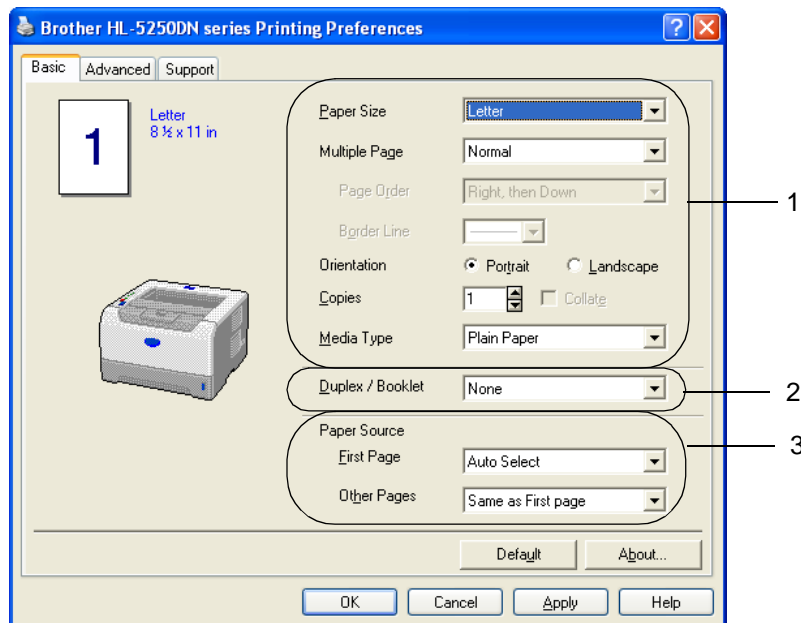 Brother HL-5250DN series Printing Preferences
Basic Advanced Support
1
Letter
8 ½ x 11 in
Paper Size Letter
Multiple Page Normal
Page Order Right, then Down
Border Line
Orientation Portrait Landscape
Copies 1 Collate
Media Type Plain Paper
1
Duplex / Booklet None
2
Paper Source
3
First Page Auto Select
Other Pages Same as First page
Default About...
OK Cancel Apply Help